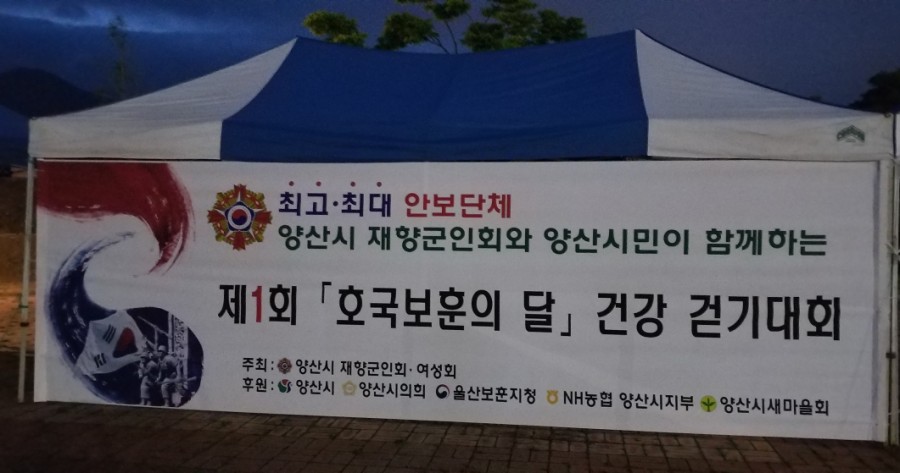 최고·최대 안보단체
양산시 재향군인회와 양산시민이 함께하는
제1회 「호국보훈의 달」 건강 걷기대회
주최: 양산시 재향군인회·여성회
후원: 양산시 양산시의회 울산보훈지청 NH농협 양산시지부 양산시새마을회